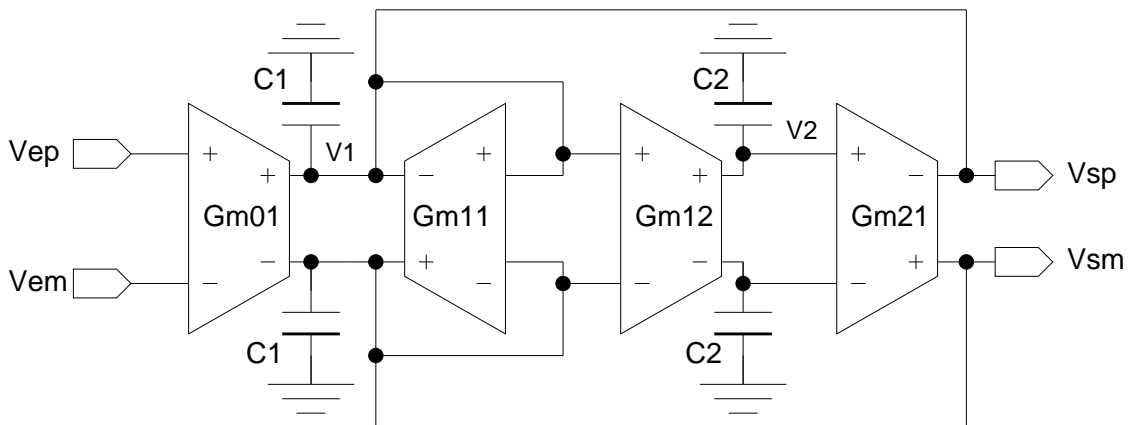 C1
C2
Vep
+
+
V1
−
+
+
+
V2
+
−
Vsp
Gm01
Gm11
Gm12
Gm21
Vem
−
−
+
−
−
−
−
+
Vsm
C1
C2